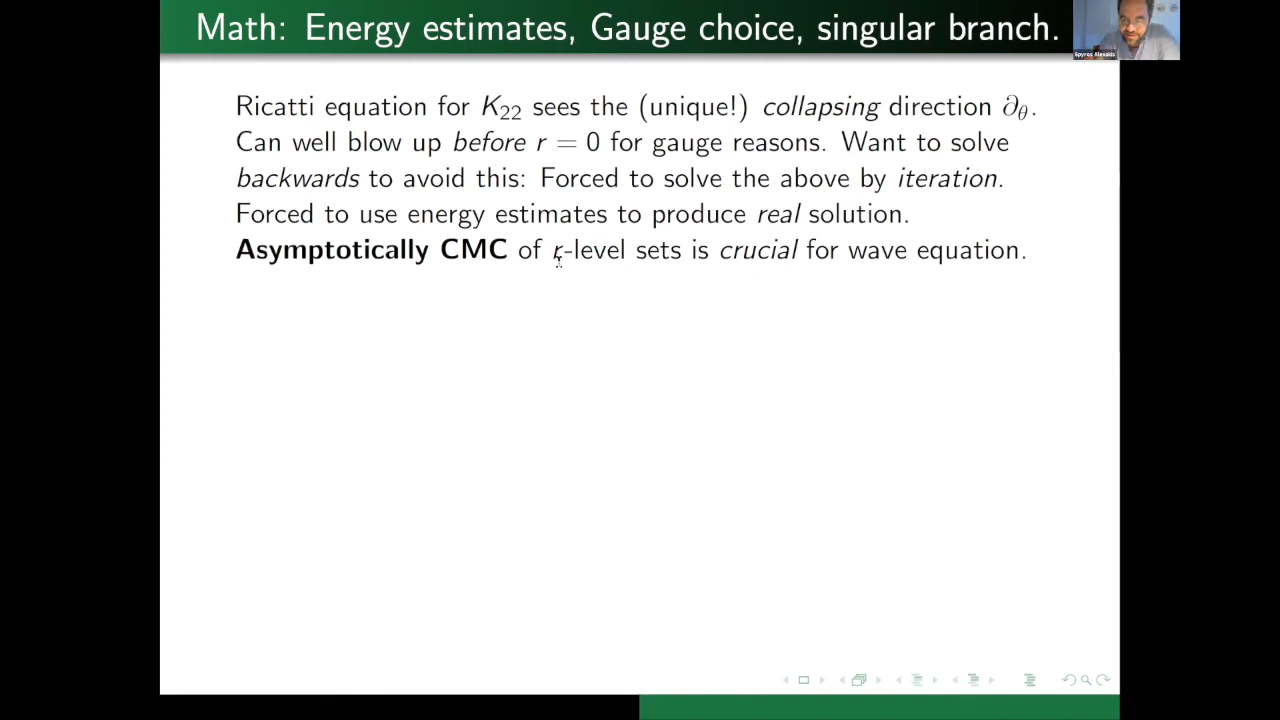 Math: Energy estimates, Gauge choice, singular branch.
Spyros Alexakis
Ricatti equation for K₂₂ sees the (unique!) collapsing direction ∂θ.
Can well blow up before r = 0 for gauge reasons. Want to solve
backwards to avoid this: Forced to solve the above by iteration.
Forced to use energy estimates to produce real solution.
Asymptotically CMC of r-level sets is crucial for wave equation.